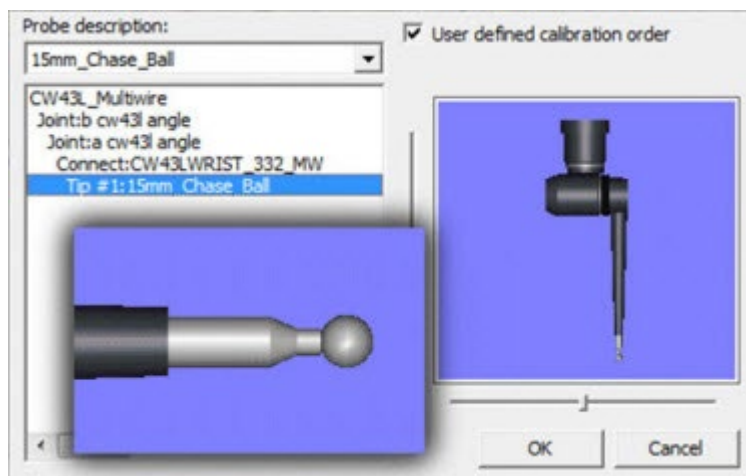 Probe description:
User defined calibration order
15mm_Chase_Ball
CW43L_Multiwire
Joint:b cw43l angle
Joint:a cw43l angle
Connect:CW43LWRIST_332_MW
Tip #1:15mm_Chase_Ball
OK
Cancel